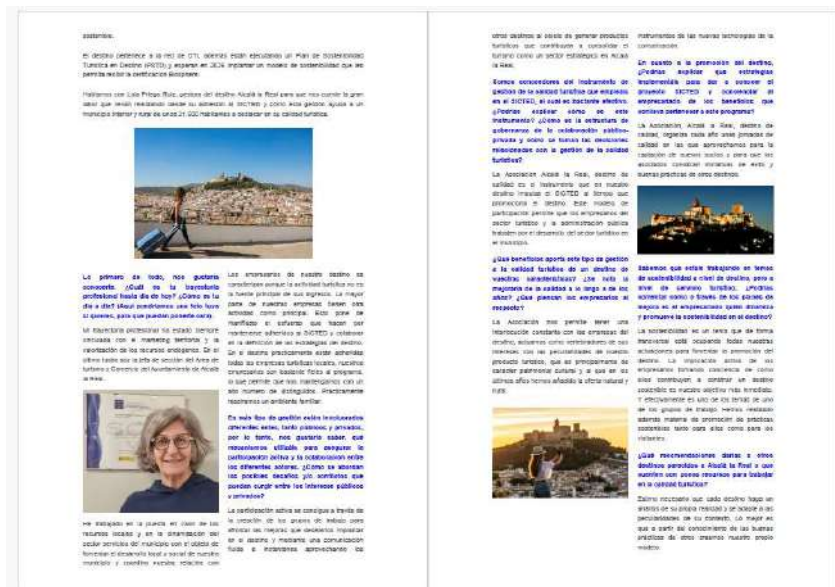 sostenible.
El destino pertenece a la red de DTI, además están ejecutando un Plan de Sostenibilidad
Turística en Destino (PSTD) y esperan en 2024 implantar un modelo de sostenibilidad que les
permita recibir la certificación Biosphere.
Hablamos con Lola Priego Ruiz, gestora del destino Alcalá la Real para que nos cuente la gran
labor que vienen realizando desde su adhesión al SICTED y cómo esta gestión ayuda a un
municipio interior y rural de unos 21.500 habitantes a destacar en su calidad turística.
Lo primero de todo, nos gustaría
conocerte. ¿Cuál es tu trayectoria
profesional hasta día de hoy? ¿Cómo es tu
día a día? (Aquí pondríamos una foto tuya
si quieres, para que puedan ponerte cara).
Mi trayectoria profesional ha estado siempre
vinculada con el marketing territorial y la
valorización de los recursos endógenos. En el
último lustro soy la jefa de sección del Área de
turismo y Comercio del Ayuntamiento de Alcalá
la Real.
He trabajado en la puesta en valor de los
recursos locales y en la dinamización del
sector servicios del municipio con el objeto de
fomentar el desarrollo local y social de nuestro
municipio y coordino nuestra relación con
Los empresarios de nuestro destino se
consideran porque la actividad turística no es
la fuente principal de sus ingresos. La mayor
parte de nuestras empresas tienen otra
actividad como principal. Esto pone de
manifiesto el esfuerzo que hacen por
mantenerse adheridos a SICTED y colaborar
en la definición de las estrategias del destino.
En el destino prácticamente están adheridas
todas las empresas turísticas locales, nuestros
empresarios son bastante fieles al programa,
lo que permite que nos mantengamos con un
alto número de distinguidos. Prácticamente
respiramos un ambiente familiar.
En este tipo de gestión están involucrados
diferentes entes, tanto públicos y privados,
por lo tanto, nos gustaría saber, qué
mecanismos utilizáis para asegurar la
participación activa y la colaboración entre
los diferentes actores. ¿Cómo se abordan
los posibles desafíos y/o conflictos que
puedan surgir entre los intereses públicos
y privados?
La participación activa se consigue a través de
la creación de los grupos de trabajo para
afrontar las mejoras que deseamos impulsar
en el destino y mediante una comunicación
fluida e instantánea aprovechando los
otros destinos al objeto de generar productos
turísticos que contribuyan a consolidar el
turismo como un sector estratégico en Alcalá
la Real.
Somos conocedores del instrumento de
gestión de la calidad turística que empleáis
en el SICTED, el cual es bastante efectivo.
¿Podrías explicar cómo es este
instrumento? ¿Cómo es la estructura de
gobernanza de la colaboración público-
privada y cómo se toman las decisiones
relacionadas con la gestión de la calidad
turística?
La Asociación Alcalá la Real, destino de
calidad es el instrumento que en nuestro
destino impulsa el SICTED al tiempo que
promociona el destino. Este modelo de
participación permite que los empresarios del
sector turístico y la administración pública
trabajen por el desarrollo del sector turístico en
el municipio.
¿Qué beneficios aporta este tipo de gestión
a la calidad turística de un destino de
vuestras características? ¿Se nota la
mejoría de la calidad a lo largo de los
años? ¿Qué piensan los empresarios al
respecto?
La Asociación nos permite tener una
interlocución constante con las empresas del
destino, actuamos como vertebradores de sus
intereses con las peculiaridades de nuestro
producto turístico, que es principalmente de
carácter patrimonial cultural y al que en los
últimos años hemos añadido la oferta natural y
rural.
instrumentos de las nuevas tecnologías de la
comunicación.
En cuanto a la promoción del destino,
¿Podrías explicar qué estrategias
implementáis para dar a conocer el
proyecto SICTED y concienciar al
empresariado de los beneficios que
conlleva pertenecer a este programa?
La Asociación, Alcalá la Real, destino de
calidad, organiza cada año unas jornadas de
calidad en las que aprovechamos para la
captación de nuevos socios y para que los
asociados conozcan iniciativas de éxito y
buenas prácticas de otros destinos.
Sabemos que estáis trabajando en temas
de sostenibilidad a nivel de destino, pero a
nivel de servicio turístico, ¿Podrías
comentar cómo a través de los planes de
mejora es el empresariado quien dinamiza
y promueve la sostenibilidad en el destino?
La sostenibilidad es un tema que de forma
transversal está ocupando todas nuestras
actuaciones para fomentar la promoción del
destino. La implicación activa de los
empresarios tomando conciencia de cómo
ellos contribuyen a construir un destino
sostenible es nuestro objetivo más inmediato.
Y efectivamente es uno de los temas de uno
de los grupos de trabajo. Hemos realizado
además material de promoción de prácticas
sostenibles tanto para ellos como para los
visitantes.
¿Qué recomendaciones darías a otros
destinos parecidos a Alcalá la Real o que
cuenten con pocos recursos para trabajar
en la calidad turística?
Estimo necesario que cada destino haga un
análisis de su propia realidad y se adapte a las
peculiaridades de su contexto. Lo mejor es
que a partir del conocimiento de las buenas
prácticas de otros creemos nuestro propio
modelo.